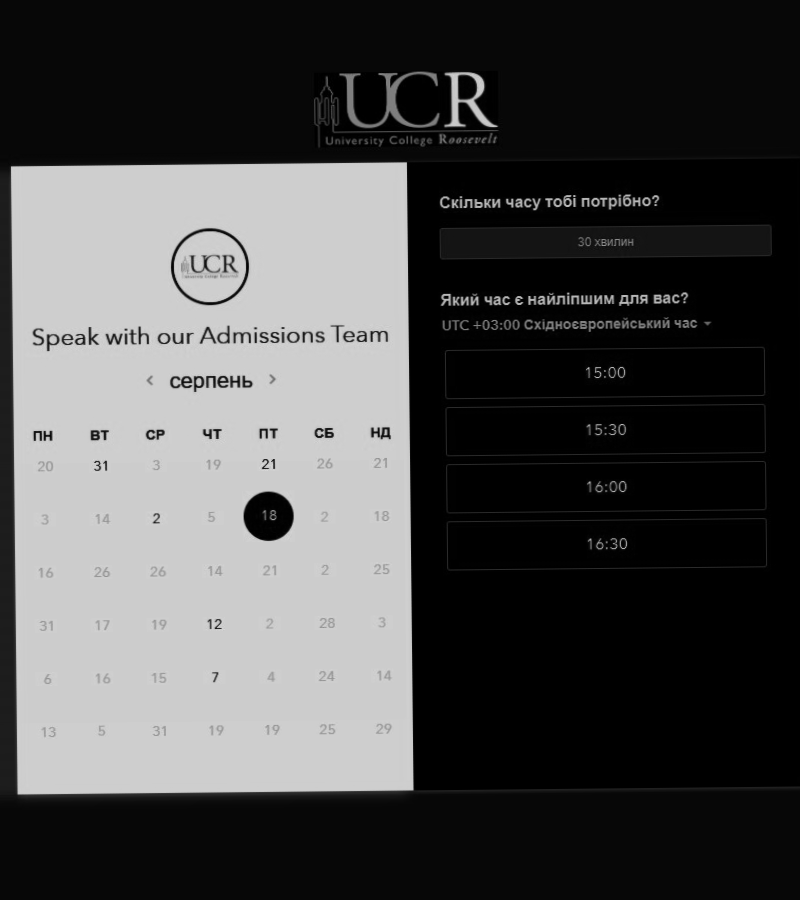 UCR
University College Roosevelt
UCR
Speak with our Admissions Team
серпень
ПН ВТ СР ЧТ ПТ СБ НД
20 31 3 19 21 26 21
3 14 2 5 18 2 18
16 26 26 14 21 2 25
31 17 19 12 2 28 3
6 16 15 7 4 24 14
13 5 31 19 19 25 29
Скільки часу тобі потрібно?
30 хвилин
Який час є найліпшим для вас?
UTC +03:00 Східноєвропейський час
15:00
15:30
16:00
16:30